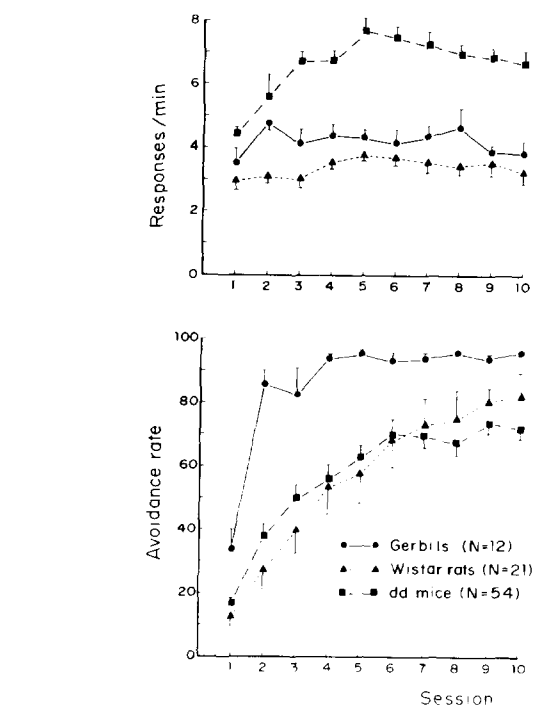 8
6
4
2
0
Responses/min
1 2 3 4 5 6 7 8 9 10
100
80
60
40
20
0
Avoidance rate
Gerbils (N=12)
Wistar rats (N=21)
dd mice (N=54)
1 2 3 4 5 6 7 8 9 10
Session